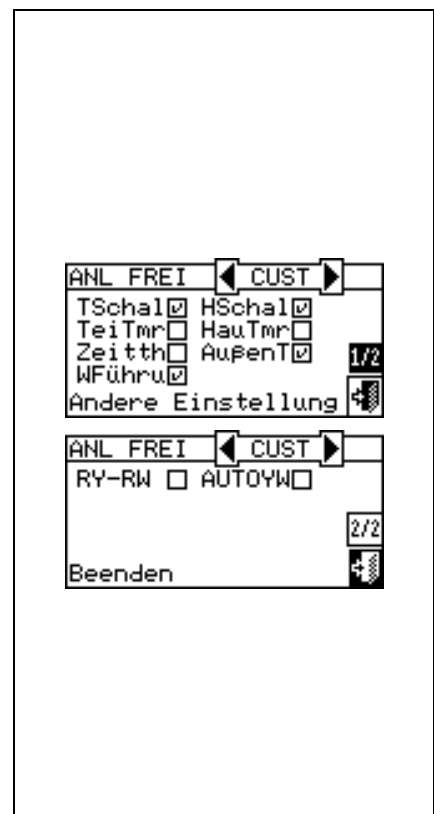 ANL FREI CUST
TSchal HSchal
TeiTmr HauTmr
Zeitth AußenT 1/2
WFühru
Andere Einstellung
ANL FREI CUST
RY-RW AUTOYW
2/2
Beenden